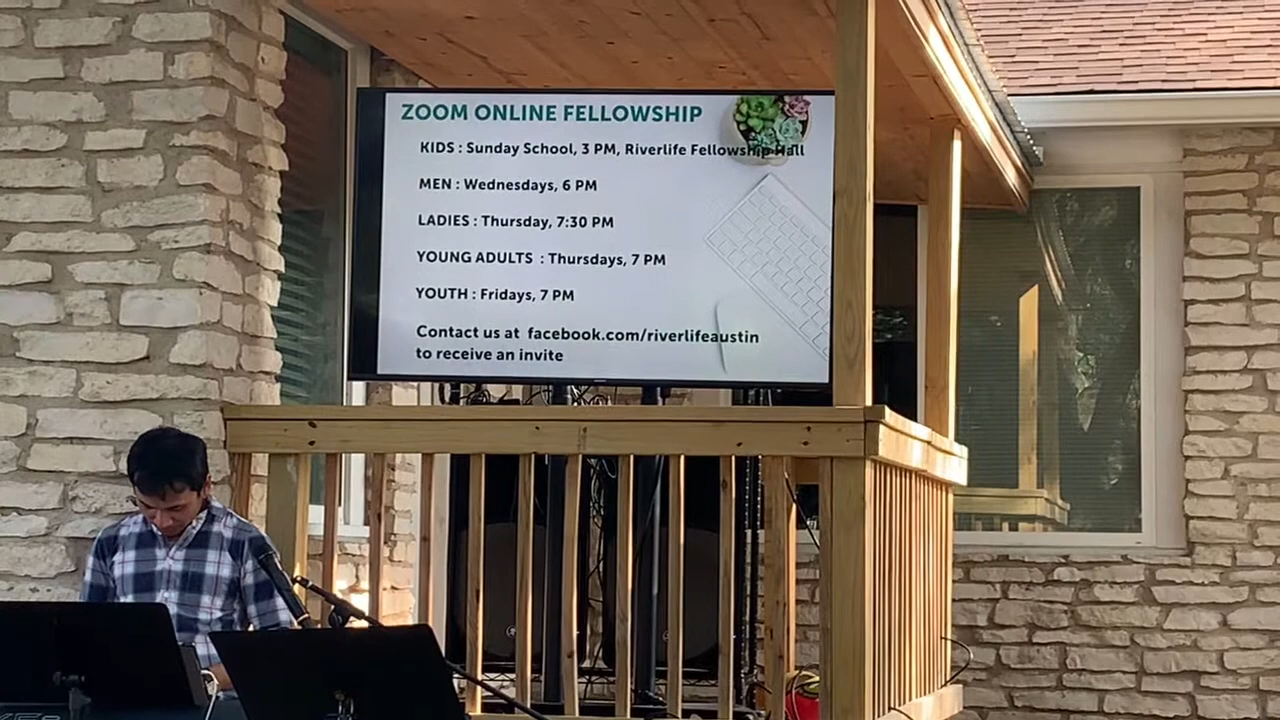 ZOOM ONLINE FELLOWSHIP
KIDS : Sunday School, 3 PM, Riverlife Fellowship Hall
MEN : Wednesdays, 6 PM
LADIES : Thursday, 7:30 PM
YOUNG ADULTS : Thursdays, 7 PM
YOUTH : Fridays, 7 PM
Contact us at facebook.com/riverlifeaustin
to receive an invite